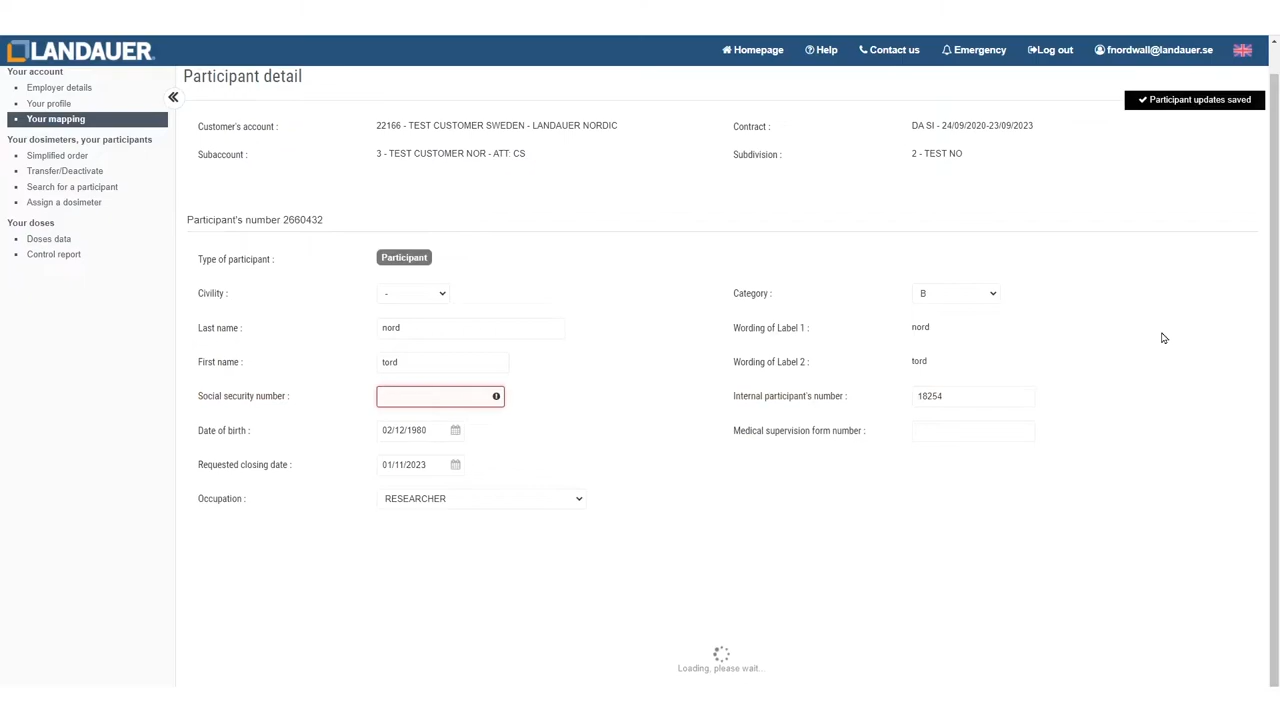 LANDAUER
Homepage
Help
Contact us
Emergency
Log out
fnordwall@landauer.se
Your account
Employer details
Your profile
Your mapping
Your dosimeters, your participants
Simplified order
Transfer/Deactivate
Search for a participant
Assign a dosimeter
Your doses
Doses data
Control report
Participant detail
Participant updates saved
Customer's account : 22166 - TEST CUSTOMER SWEDEN - LANDAUER NORDIC
Contract : DA SI - 24/09/2020-23/09/2023
Subaccount : 3 - TEST CUSTOMER NOR - ATT: CS
Subdivision : 2 - TEST NO
Participant's number 2660432
Type of participant : Participant
Civility : -
Category : B
Last name : nord
Wording of Label 1 : nord
First name : tord
Wording of Label 2 : tord
Social security number :
Internal participant's number : 18254
Date of birth : 02/12/1980
Medical supervision form number :
Requested closing date : 01/11/2023
Occupation : RESEARCHER
Loading, please wait...